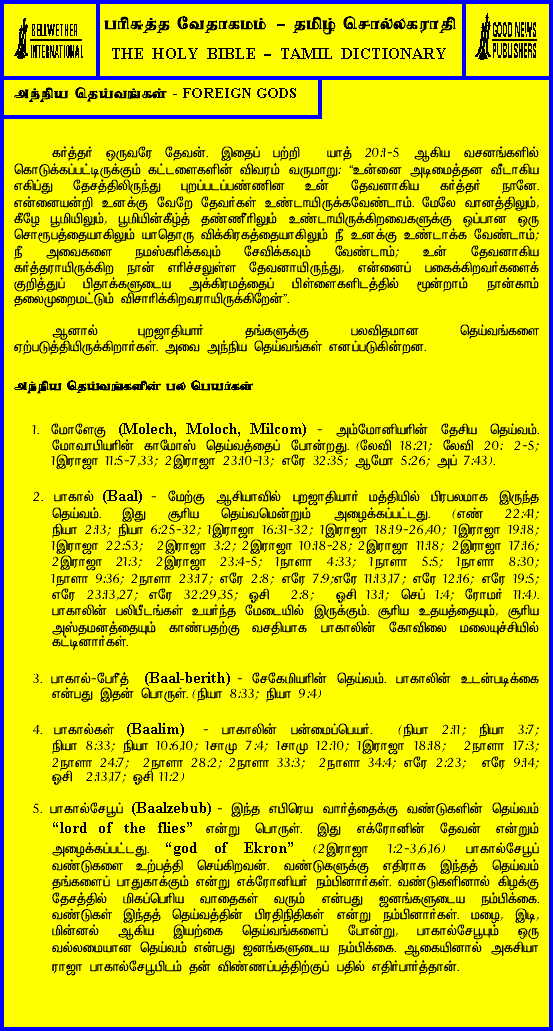 BELLWETHER
INTERNATIONAL
பரிசுத்த வேதாகமம் – தமிழ் சொல்லகராதி
THE HOLY BIBLE – TAMIL DICTIONARY
GOOD NEWS
PUBLISHERS
அந்நிய தெய்வங்கள் - FOREIGN GODS
கர்த்தர் ஒருவரே தேவன். இதைப் பற்றி யாத் 20:1-5 ஆகிய வசனங்களில்
கொடுக்கப்பட்டிருக்கும் கட்டளைகளின் விவரம் வருமாறு: “உன்னை அடிமைத்தன வீடாகிய
எகிப்து தேசத்திலிருந்து புறப்படப்பண்ணின உன் தேவனாகிய கர்த்தர் நானே.
என்னையன்றி உனக்கு வேறே தேவர்கள் உண்டாயிருக்கவேண்டாம். மேலே வானத்திலும்,
கீழே பூமியிலும், பூமியின்கீழ்த் தண்ணீரிலும் உண்டாயிருக்கிறவைகளுக்கு ஒப்பான ஒரு
சொரூபத்தையாகிலும் யாதொரு விக்கிரகத்தையாகிலும் நீ உனக்கு உண்டாக்க வேண்டாம்;
நீ அவைகளை நமஸ்கரிக்கவும் சேவிக்கவும் வேண்டாம்; உன் தேவனாகிய
கர்த்தராயிருக்கிற நான் எரிச்சலுள்ள தேவனாயிருந்து, என்னைப் பகைக்கிறவர்களைக்
குறித்துப் பிதாக்களுடைய அக்கிரமத்தைப் பிள்ளைகளிடத்தில் மூன்றாம் நான்காம்
தலைமுறைமட்டும் விசாரிக்கிறவராயிருக்கிறேன்”.
ஆனால் புறஜாதியார் தங்களுக்கு பலவிதமான தெய்வங்களை
ஏற்படுத்தியிருக்கிறார்கள். அவை அந்நிய தெய்வங்கள் எனப்படுகின்றன.
அந்நிய தெய்வங்களின் பல பெயர்கள்
1. மோளேகு (Molech, Moloch, Milcom) - அம்மோனியரின் தேசிய தெய்வம்.
மோவாபியரின் காமோஸ் தெய்வத்தைப் போன்றது. (லேவி 18:21; லேவி 20: 2-5;
1இராஜா 11:5-7,33; 2இராஜா 23:10-13; எரே 32:35; ஆமோ 5:26; அப் 7:43).
2. பாகால் (Baal) - மேற்கு ஆசியாவில் புறஜாதியார் மத்தியில் பிரபலமாக இருந்த
தெய்வம். இது சூரிய தெய்வமென்றும் அழைக்கப்பட்டது. (எண் 22:41;
நியா 2:13; நியா 6:25-32; 1இராஜா 16:31-32; 1இராஜா 18:19-26,40; 1இராஜா 19:18;
1இராஜா 22:53; 2இராஜா 3:2; 2இராஜா 10:18-28; 2இராஜா 11:18; 2இராஜா 17:16;
2இராஜா 21:3; 2இராஜா 23:4-5; 1நாளா 4:33; 1நாளா 5:5; 1நாளா 8:30;
1நாளா 9:36; 2நாளா 23:17; எரே 2:8; எரே 7:9;எரே 11:13,17; எரே 12:16; எரே 19:5;
எரே 23:13,27; எரே 32:29,35; ஓசி 2:8; ஓசி 13:1; செப் 1:4; ரோமர் 11:4).
பாகாலின் பலிபீடங்கள் உயர்ந்த மேடையில் இருக்கும். சூரிய உதயத்தையும், சூரிய
அஸ்தமனத்தையும் காண்பதற்கு வசதியாக பாகாலின் கோவிலை மலையுச்சியில்
கட்டினார்கள்.
3. பாகால்-பேரீத் (Baal-berith) - சேகேமியரின் தெய்வம். பாகாலின் உடன்படிக்கை
என்பது இதன் பொருள். (நியா 8:33; நியா 9:4)
4. பாகால்கள் (Baalim) - பாகாலின் பன்மைப்பெயர். (நியா 2:11; நியா 3:7;
நியா 8:33; நியா 10:6,10; 1சாமு 7:4; 1சாமு 12:10; 1இராஜா 18:18; 2நாளா 17:3;
2நாளா 24:7; 2நாளா 28:2; 2நாளா 33:3; 2நாளா 34:4; எரே 2:23; எரே 9:14;
ஓசி 2:13,17; ஓசி 11:2)
5. பாகால்சேபூப் (Baalzebub) - இந்த எபிரெய வார்த்தைக்கு வண்டுகளின் தெய்வம்
“lord of the flies” என்று பொருள். இது எக்ரோனின் தேவன் என்றும்
அழைக்கப்பட்டது. “god of Ekron” (2இராஜா 1:2-3,6,16) பாகால்சேபூப்
வண்டுகளை உற்பத்தி செய்கிறவன். வண்டுகளுக்கு எதிராக இந்தத் தெய்வம்
தங்களைப் பாதுகாக்கும் என்று எக்ரோனியர் நம்பினார்கள். வண்டுகளினால் கிழக்கு
தேசத்தில் மிகப்பெரிய வாதைகள் வரும் என்பது ஜனங்களுடைய நம்பிக்கை.
வண்டுகள் இந்தத் தெய்வத்தின் பிரதிநிதிகள் என்று நம்பினார்கள். மழை, இடி,
மின்னல் ஆகிய இயற்கை தெய்வங்களைப் போன்று, பாகால்சேபூபும் ஒரு
வல்லமையான தெய்வம் என்பது ஜனங்களுடைய நம்பிக்கை. ஆகையினால் அகசியா
ராஜா பாகால்சேபூபிடம் தன் விண்ணப்பத்திற்குப் பதில் எதிர்பார்த்தான்.